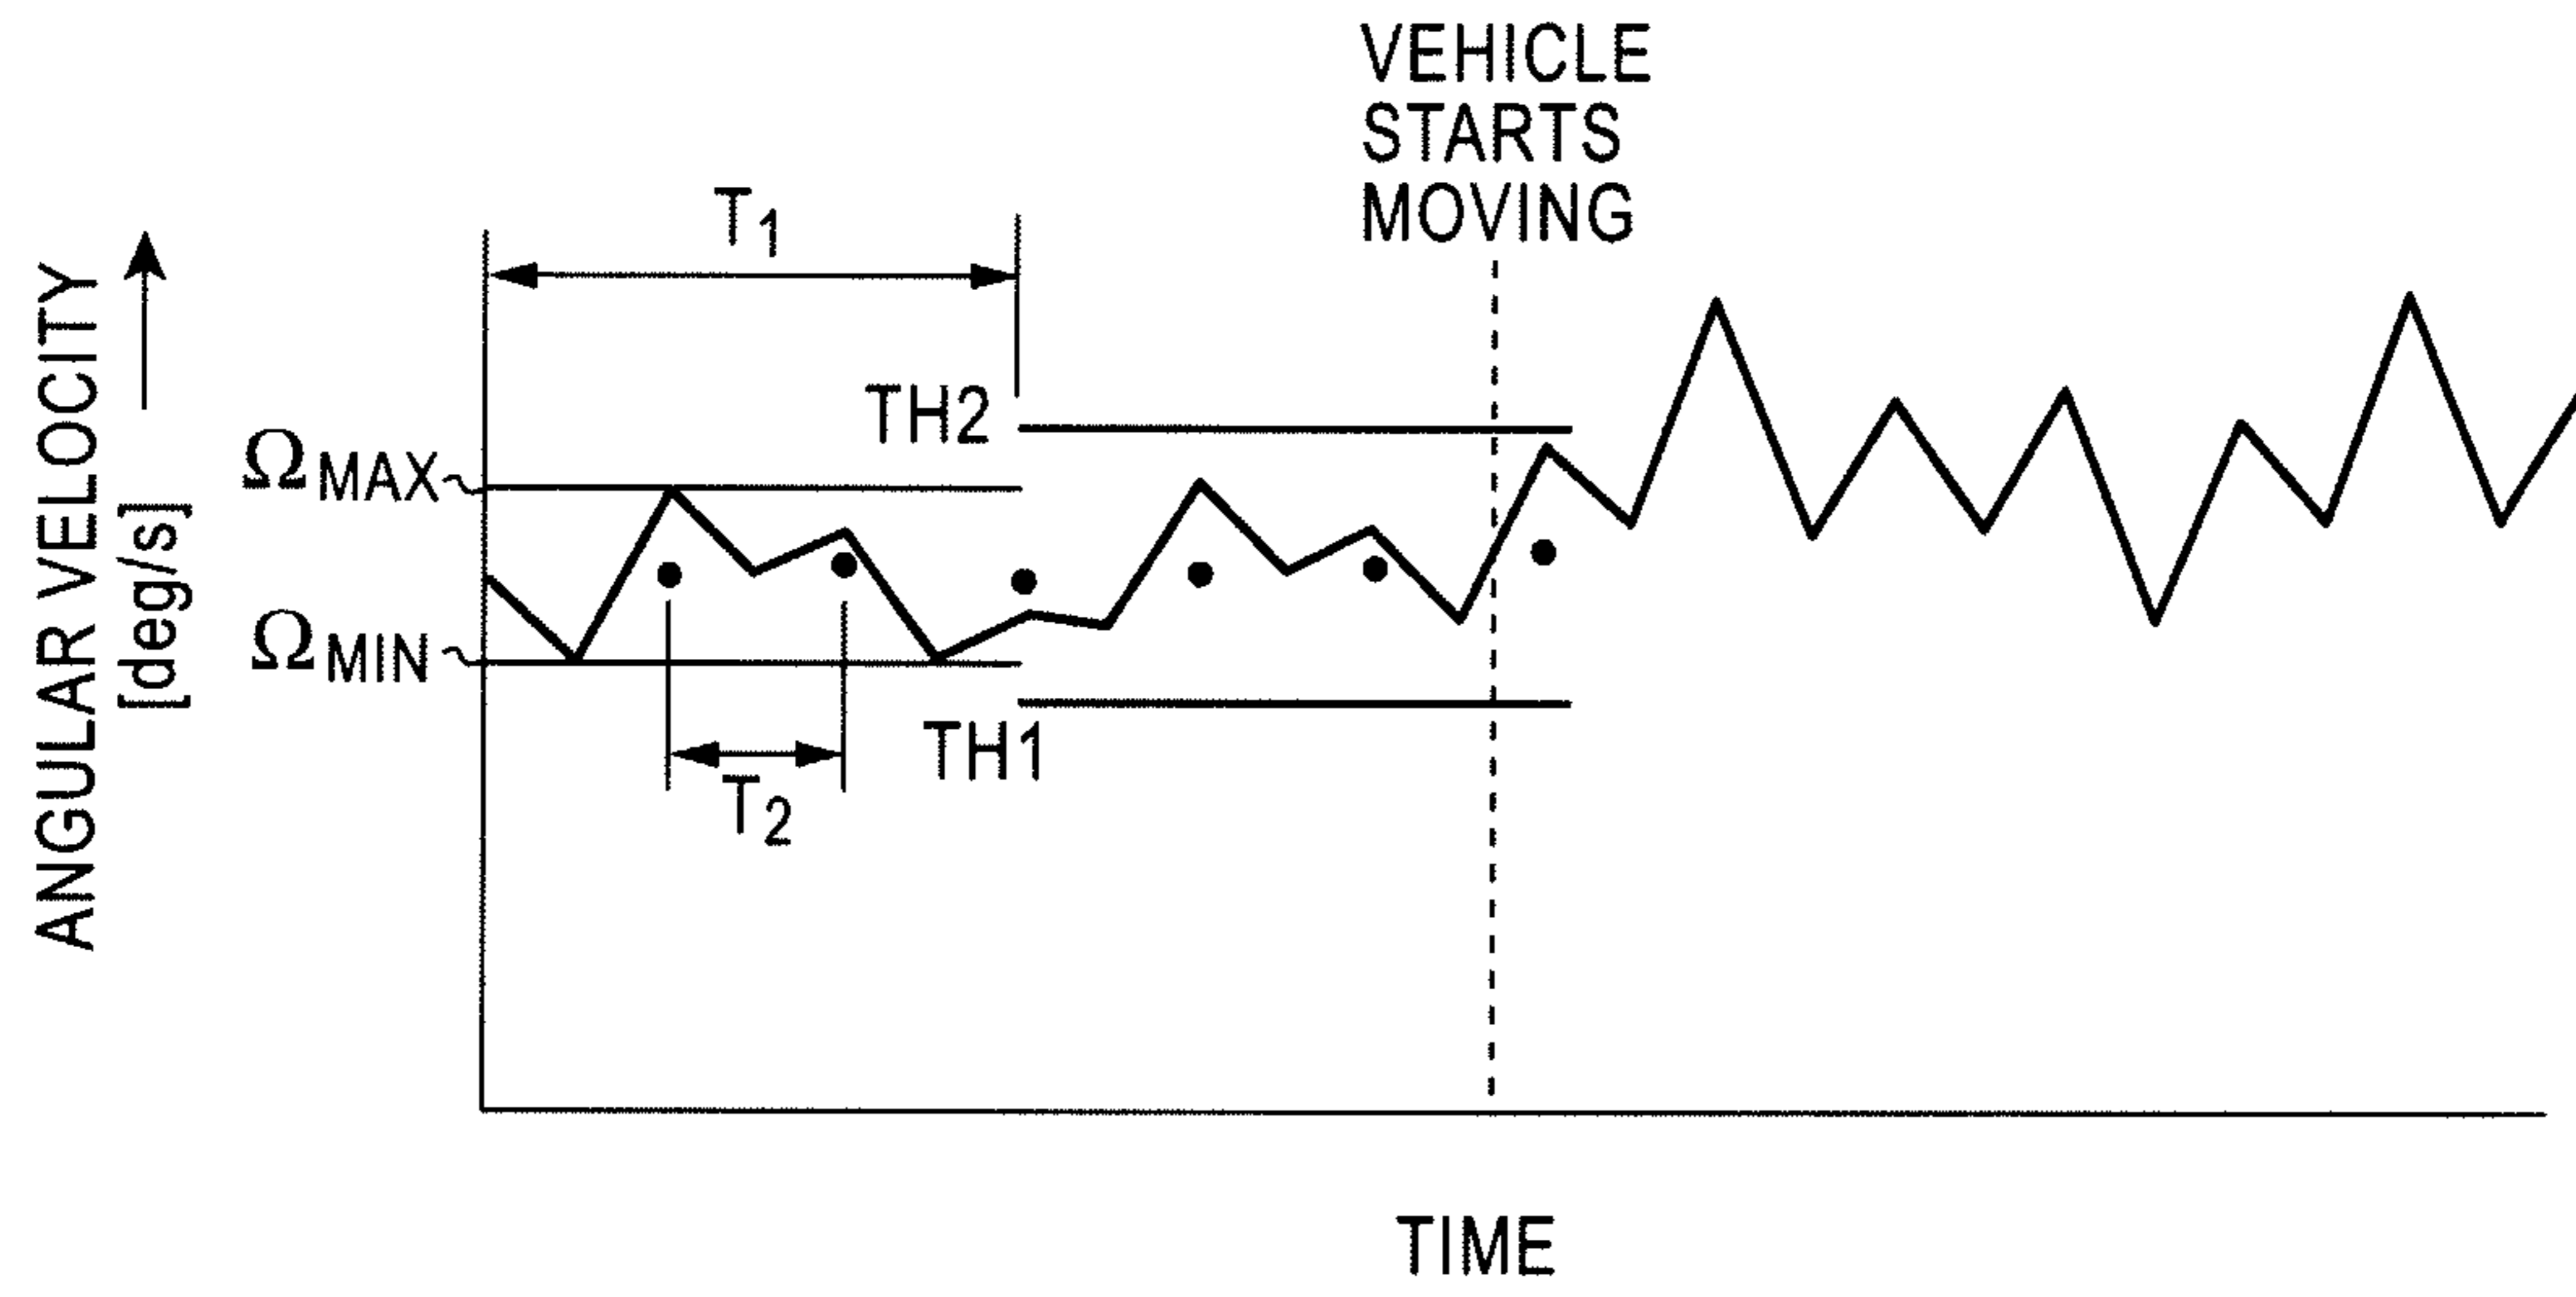 VEHICLE
STARTS
MOVING
T1
TH2
ΩMAX
ΩMIN
TH1
T2
ANGULAR VELOCITY
[deg/s]
TIME